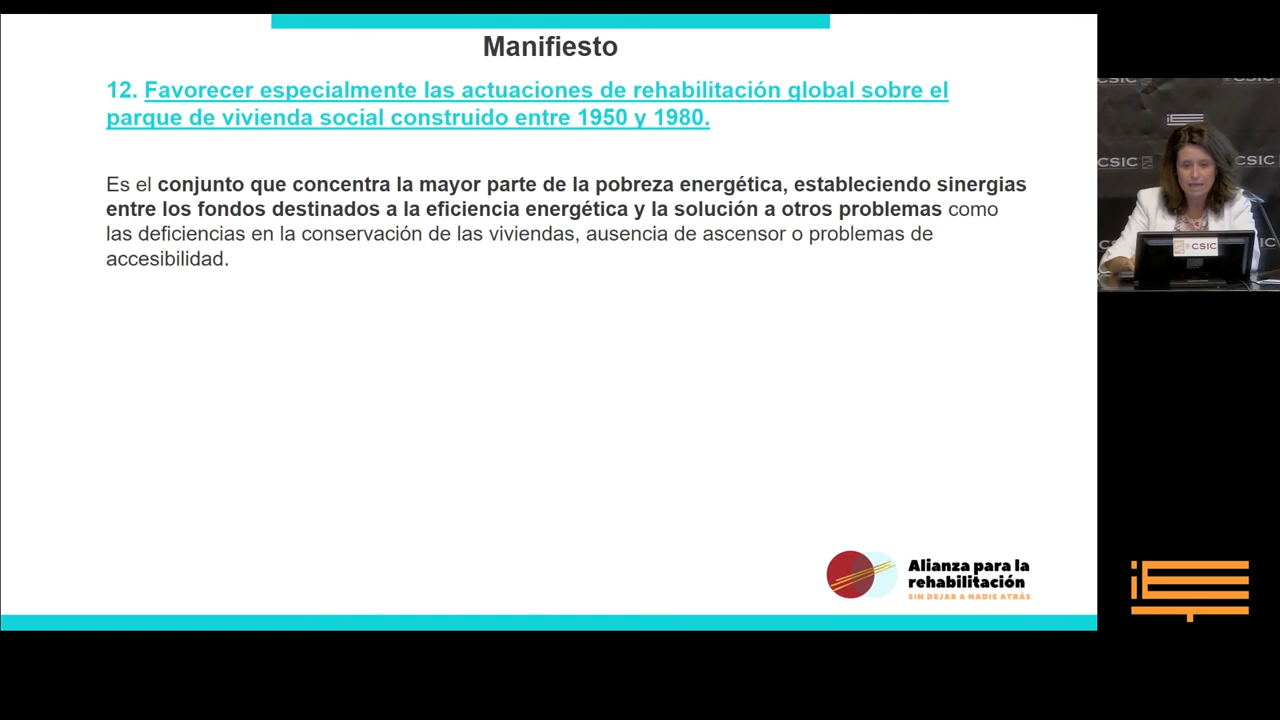 Manifiesto
12. Favorecer especialmente las actuaciones de rehabilitación global sobre el
parque de vivienda social construido entre 1950 y 1980.
Es el conjunto que concentra la mayor parte de la pobreza energética, estableciendo sinergias
entre los fondos destinados a la eficiencia energética y la solución a otros problemas como
las deficiencias en la conservación de las viviendas, ausencia de ascensor o problemas de
accesibilidad.
Alianza para la
rehabilitación
SIN DEJAR A NADIE ATRÁS
CSIC
CSIC
CSIC
CSIC
CSIC